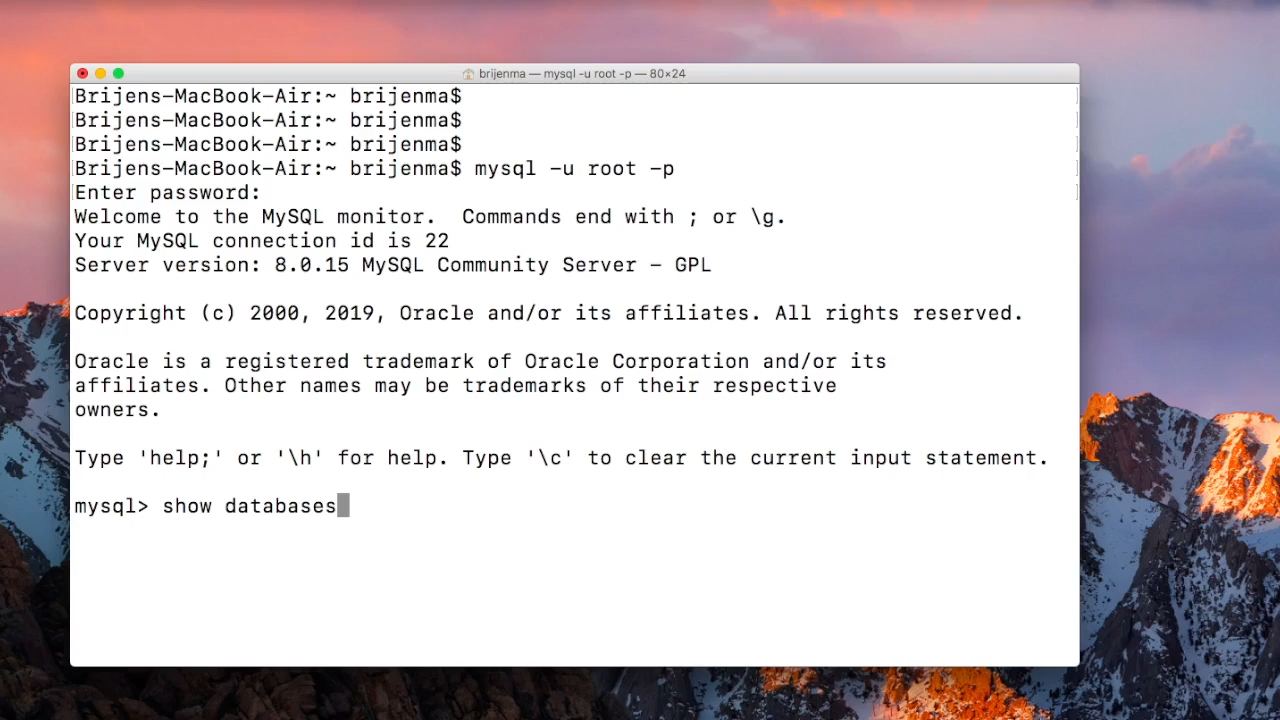 brijenma — mysql -u root -p — 80×24
Brijens-MacBook-Air:~ brijenma$
Brijens-MacBook-Air:~ brijenma$
Brijens-MacBook-Air:~ brijenma$
Brijens-MacBook-Air:~ brijenma$ mysql -u root -p
Enter password:
Welcome to the MySQL monitor.  Commands end with ; or \g.
Your MySQL connection id is 22
Server version: 8.0.15 MySQL Community Server - GPL
Copyright (c) 2000, 2019, Oracle and/or its affiliates. All rights reserved.
Oracle is a registered trademark of Oracle Corporation and/or its
affiliates. Other names may be trademarks of their respective
owners.
Type 'help;' or '\h' for help. Type '\c' to clear the current input statement.
mysql> show databases